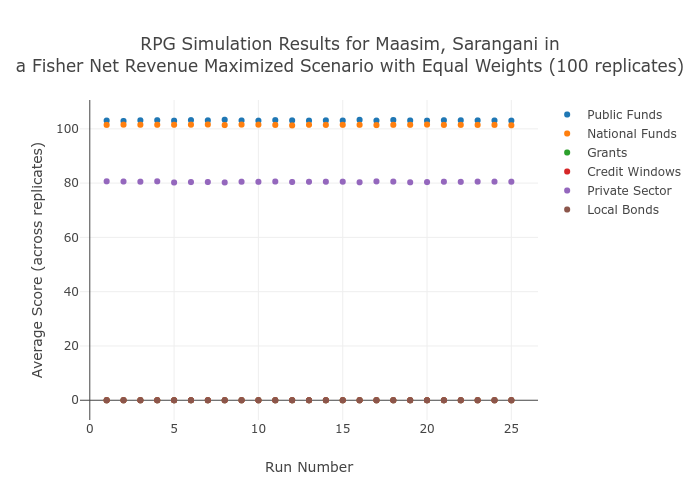 RPG Simulation Results for Maasim, Sarangani in
a Fisher Net Revenue Maximized Scenario with Equal Weights (100 replicates)
Average Score (across replicates)
100
80
60
40
20
0
0
5
10
15
20
25
Run Number
Public Funds
National Funds
Grants
Credit Windows
Private Sector
Local Bonds